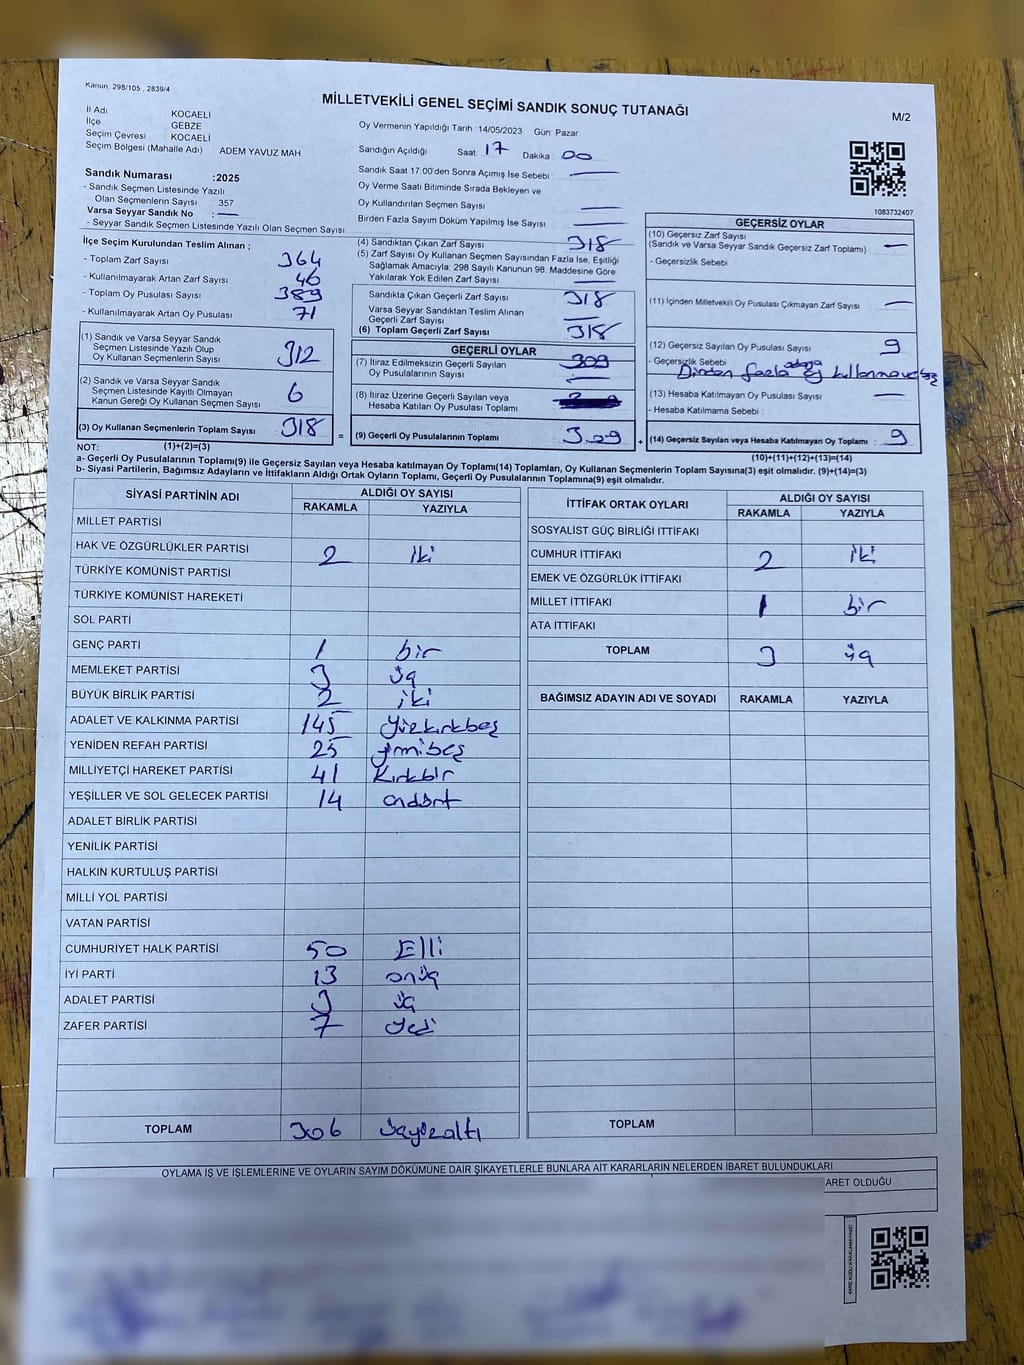 Kanun. 298/105 , 2839/4
MİLLETVEKİLİ GENEL SEÇİMİ SANDIK SONUÇ TUTANAĞI
M/2
İl Adı KOCAELİ
İlçe GEBZE
Seçim Çevresi KOCAELİ
Seçim Bölgesi (Mahalle Adı) ADEM YAVUZ MAH
Oy Vermenin Yapıldığı Tarih :14/05/2023 Gün Pazar
Sandığın Açıldığı Saat: 17 Dakika: 00
Sandık Saat 17.00'den Sonra Açımış İse Sebebi :
Oy Verme Saati Bitiminde Sırada Bekleyen ve
Oy Kullandırılan Seçmen Sayısı
Birden Fazla Sayım Döküm Yapılmış İse Sayısı :
Sandık Numarası :2025
- Sandık Seçmen Listesinde Yazılı
Olan Seçmenlerin Sayısı 357
Varsa Seyyar Sandık No :
- Seyyar Sandık Seçmen Listesinde Yazılı Olan Seçmen Sayısı
1083732407
İlçe Seçim Kurulundan Teslim Alınan ;
- Toplam Zarf Sayısı : 364
- Kullanılmayarak Artan Zarf Sayısı : 46
- Toplam Oy Pusulası Sayısı : 389
- Kullanılmayarak Artan Oy Pusulası : 71
(1) Sandık ve Varsa Seyyar Sandık
Seçmen Listesinde Yazılı Olup
Oy Kullanan Seçmenlerin Sayısı : 312
(2) Sandık ve Varsa Seyyar Sandık
Seçmen Listesinde Kayıtlı Olmayan
Kanun Gereği Oy Kullanan Seçmen Sayısı : 6
(3) Oy Kullanan Seçmenlerin Toplam Sayısı : 318
(4) Sandıktan Çıkan Zarf Sayısı : 318
(5) Zarf Sayısı Oy Kullanan Seçmen Sayısından Fazla İse, Eşitliği
Sağlamak Amacıyla, 298 Sayılı Kanunun 98. Maddesine Göre
Yakılarak Yok Edilen Zarf Sayısı :
Sandıkta Çıkan Geçerli Zarf Sayısı : 318
Varsa Seyyar Sandıktan Teslim Alınan
Geçerli Zarf Sayısı :
(6) Toplam Geçerli Zarf Sayısı : 318
GEÇERLİ OYLAR
(7) İtiraz Edilmeksizin Geçerli Sayılan
Oy Pusulalarının Sayısı : 309
(8) İtiraz Üzerine Geçerli Sayılan veya
Hesaba Katılan Oy Pusulası Toplamı :
= (9) Geçerli Oy Pusulalarının Toplamı : 309
GEÇERSİZ OYLAR
(10) Geçersiz Zarf Sayısı
(Sandık ve Varsa Seyyar Sandık Geçersiz Zarf Toplamı) :
- Geçersizlik Sebebi :
(11) İçinden Milletvekili Oy Pusulası Çıkmayan Zarf Sayısı :
(12) Geçersiz Sayılan Oy Pusulası Sayısı : 9
- Geçersizlik Sebebi : Birden fazla adaya oy
(13) Hesaba Katılmayan Oy Pusulası Sayısı :
- Hesaba Katılmama Sebebi :
+ (14) Geçersiz Sayılan veya Hesaba Katılmayan Oy Toplamı : 9
NOT: (1)+(2)=(3)
(10)+(11)+(12)+(13)=(14)
a- Geçerli Oy Pusulalarının Toplamı(9) ile Geçersiz Sayılan veya Hesaba katılmayan Oy Toplamı(14) Toplamları, Oy Kullanan Seçmenlerin Toplam Sayısına(3) eşit olmalıdır. (9)+(14)=(3)
b- Siyasi Partilerin, Bağımsız Adayların ve İttifakların Aldığı Ortak Oyların Toplamı, Geçerli Oy Pusulalarının Toplamına(9) eşit olmalıdır.
SİYASİ PARTİNİN ADI ALDIĞI OY SAYISI
RAKAMLA YAZIYLA
MİLLET PARTİSİ
HAK VE ÖZGÜRLÜKLER PARTİSİ 2 iki
TÜRKİYE KOMÜNİST PARTİSİ
TÜRKİYE KOMÜNİST HAREKETİ
SOL PARTİ
GENÇ PARTİ 1 bir
MEMLEKET PARTİSİ 3 üç
BÜYÜK BİRLİK PARTİSİ 2 iki
ADALET VE KALKINMA PARTİSİ 145 yüzkırkbeş
YENİDEN REFAH PARTİSİ 25 yirmibeş
MİLLİYETÇİ HAREKET PARTİSİ 41 Kırkbir
YEŞİLLER VE SOL GELECEK PARTİSİ 14 ondört
ADALET BİRLİK PARTİSİ
YENİLİK PARTİSİ
HALKIN KURTULUŞ PARTİSİ
MİLLİ YOL PARTİSİ
VATAN PARTİSİ
CUMHURİYET HALK PARTİSİ 50 Elli
İYİ PARTİ 13 onüç
ADALET PARTİSİ 3 üç
ZAFER PARTİSİ 7 yedi
TOPLAM 306 üçyüzaltı
İTTİFAK ORTAK OYLARI ALDIĞI OY SAYISI
RAKAMLA YAZIYLA
SOSYALİST GÜÇ BİRLİĞİ İTTİFAKI
CUMHUR İTTİFAKI 2 iki
EMEK VE ÖZGÜRLÜK İTTİFAKI
MİLLET İTTİFAKI 1 bir
ATA İTTİFAKI
TOPLAM 3 üç
BAĞIMSIZ ADAYIN ADI VE SOYADI RAKAMLA YAZIYLA
TOPLAM
OYLAMA İŞ VE İŞLEMLERİNE VE OYLARIN SAYIM DÖKÜMÜNE DAİR ŞİKAYETLERLE BUNLARA AİT KARARLARIN NELERDEN İBARET BULUNDUKLARI
ARET OLDUĞU